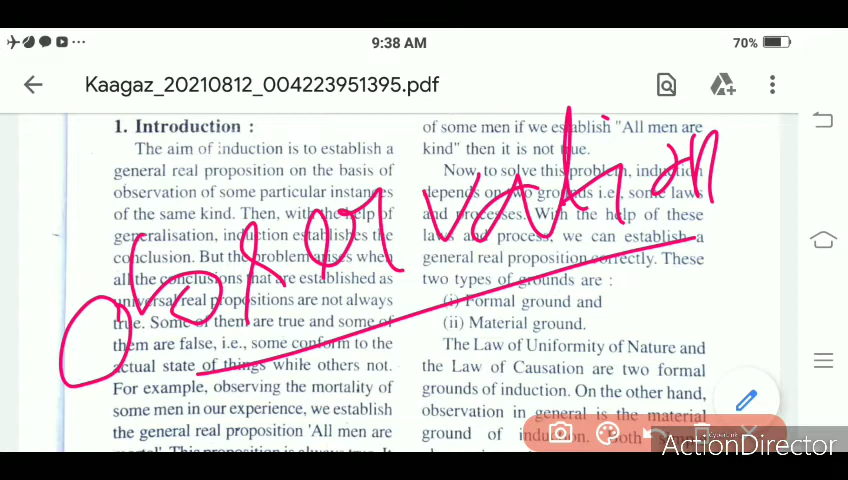 9:38 AM
70%
Kaagaz_20210812_004223951395.pdf
1. Introduction :
The aim of induction is to establish a
general real proposition on the basis of
observation of some particular instances
of the same kind. Then, with the help of
generalisation, induction establishes the
conclusion. But the problem arises when
all the conclusions that are established as
universal real propositions are not always
true. Some of them are true and some of
them are false, i.e., some conform to the
actual state of things while others not.
For example, observing the mortality of
some men in our experience, we establish
the general real proposition 'All men are
mortal'. This proposition is always true. It
of some men if we establish "All men are
kind" then it is not true.
Now, to solve this problem, induction
depends on two grounds i.e., some laws
and processes. With the help of these
laws and process, we can establish a
general real proposition correctly. These
two types of grounds are :
(i) Formal ground and
(ii) Material ground.
The Law of Uniformity of Nature and
the Law of Causation are two formal
grounds of induction. On the other hand,
observation in general is the material
ground of induction. Both
Obsorvation
ActionDirector